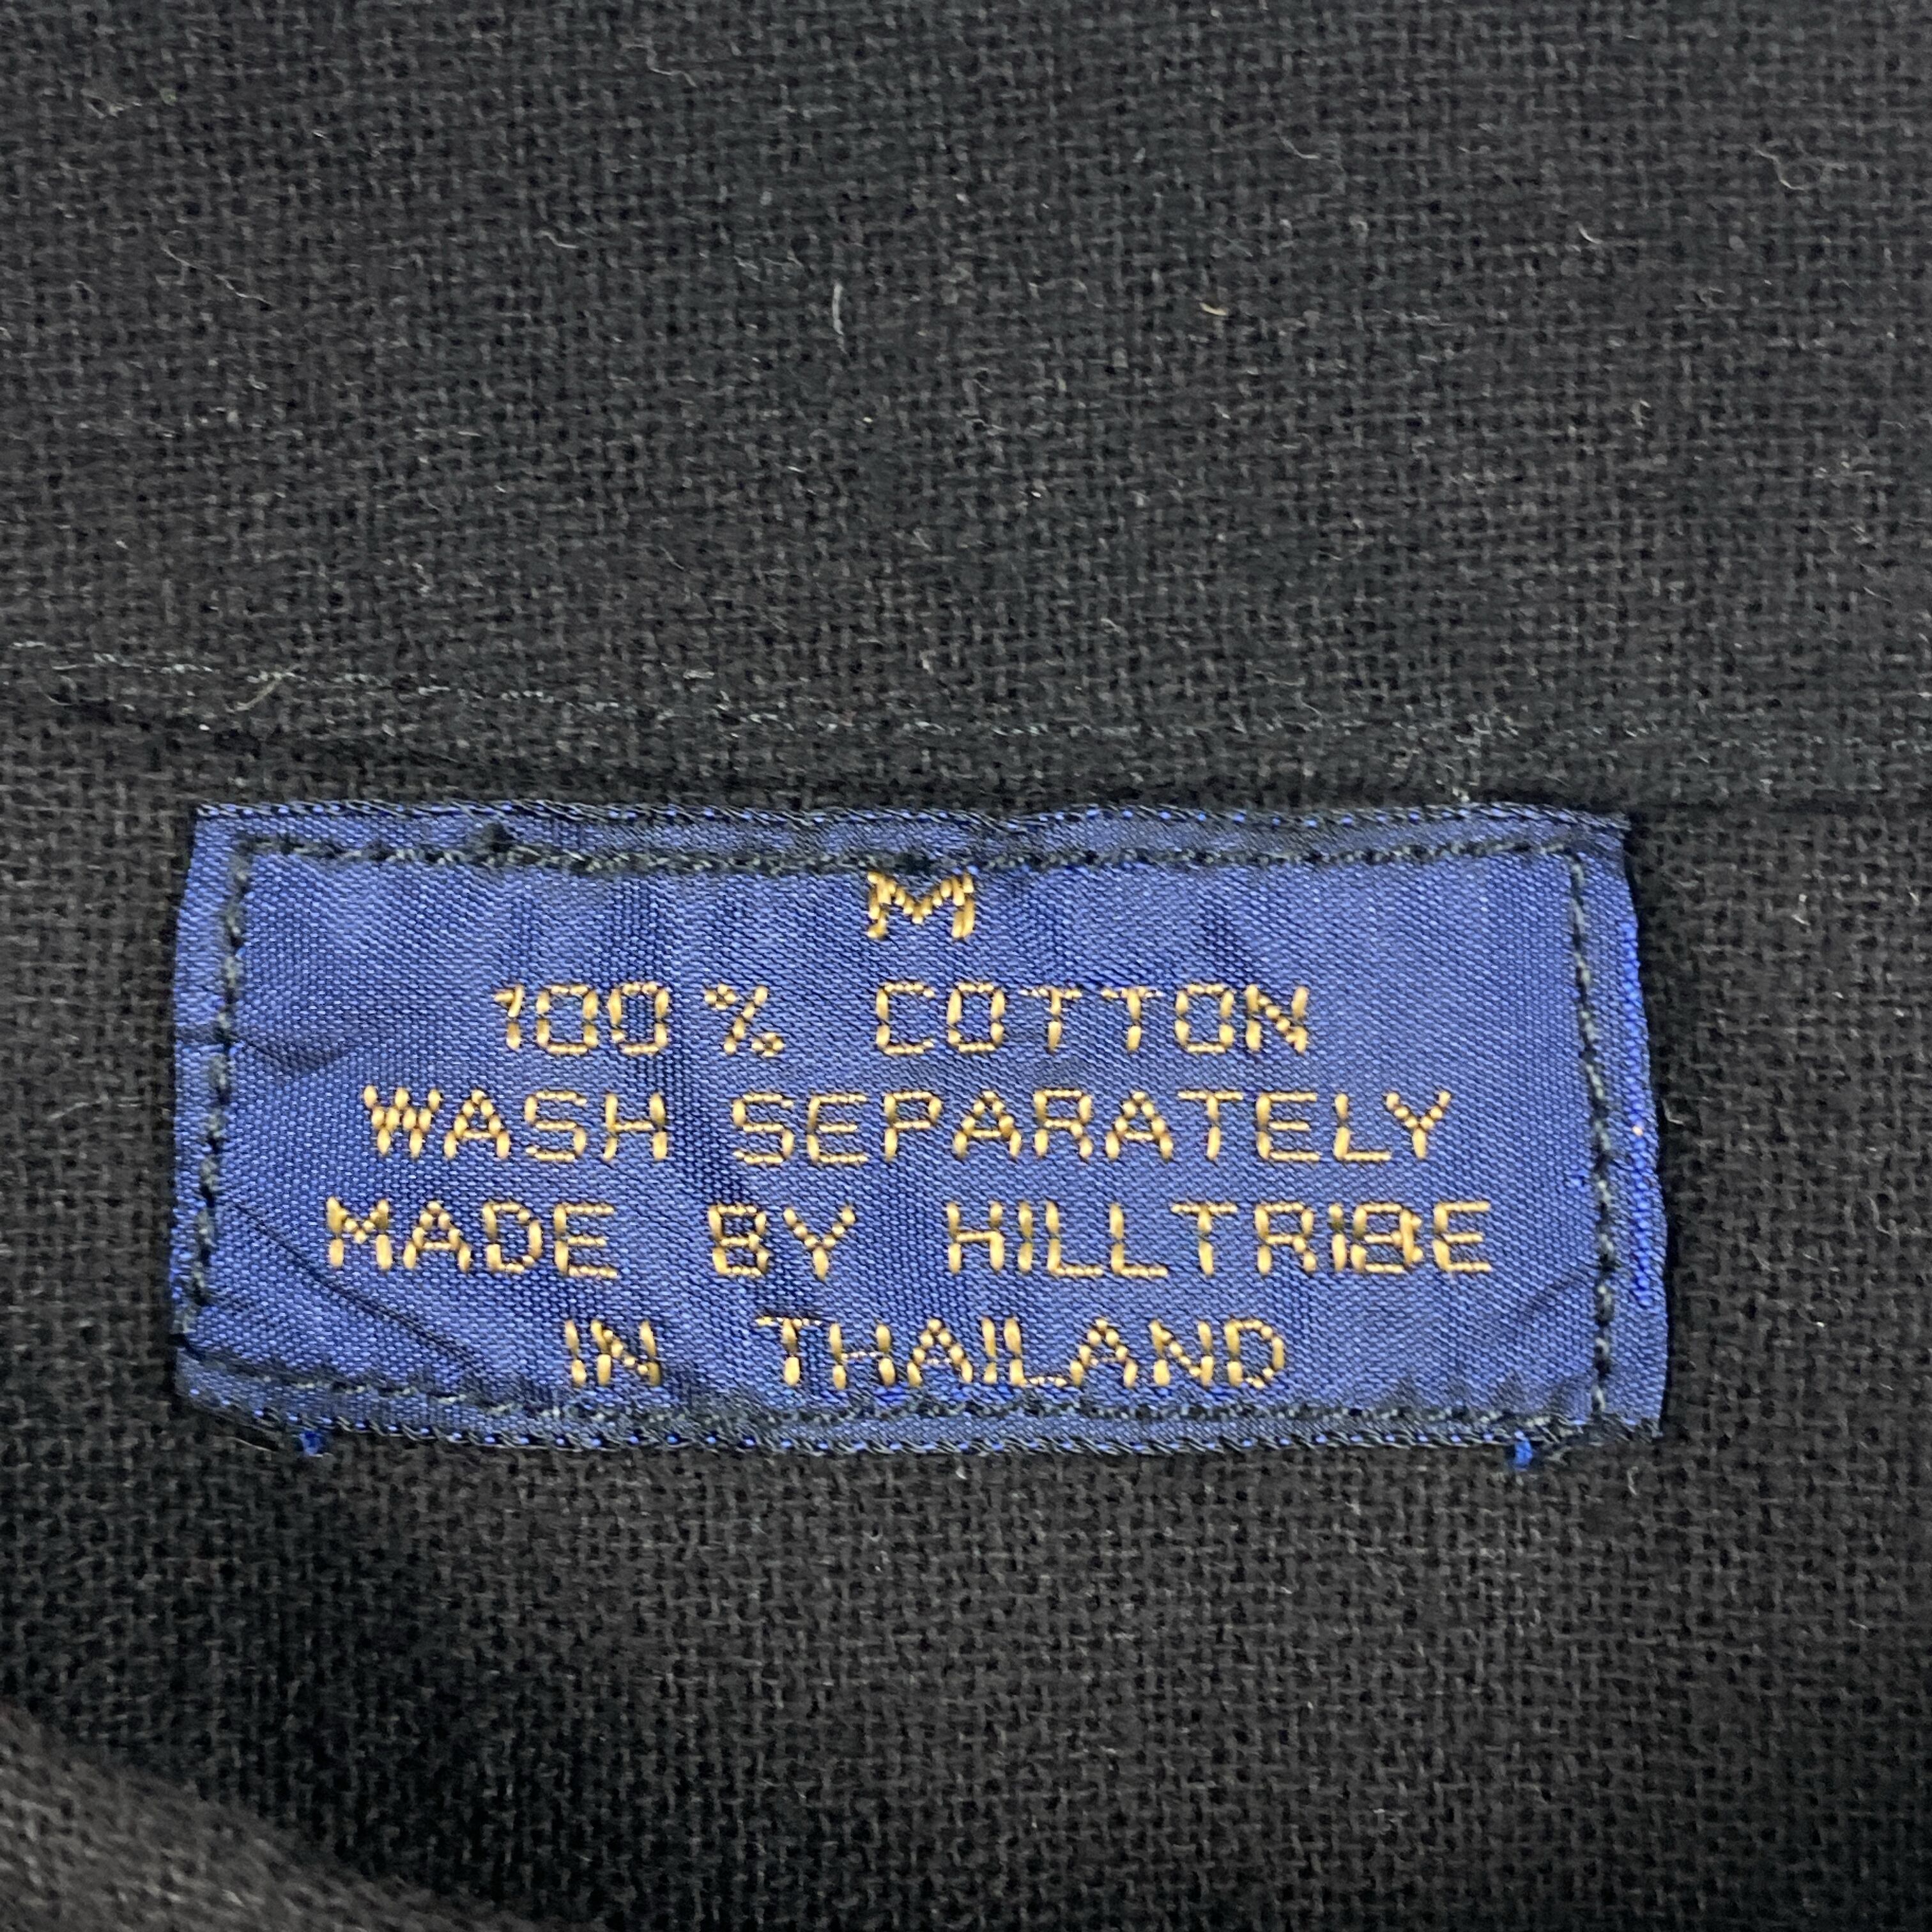 M
100% COTTON
WASH SEPARATELY
MADE BY HILLTRIBE
IN THAILAND